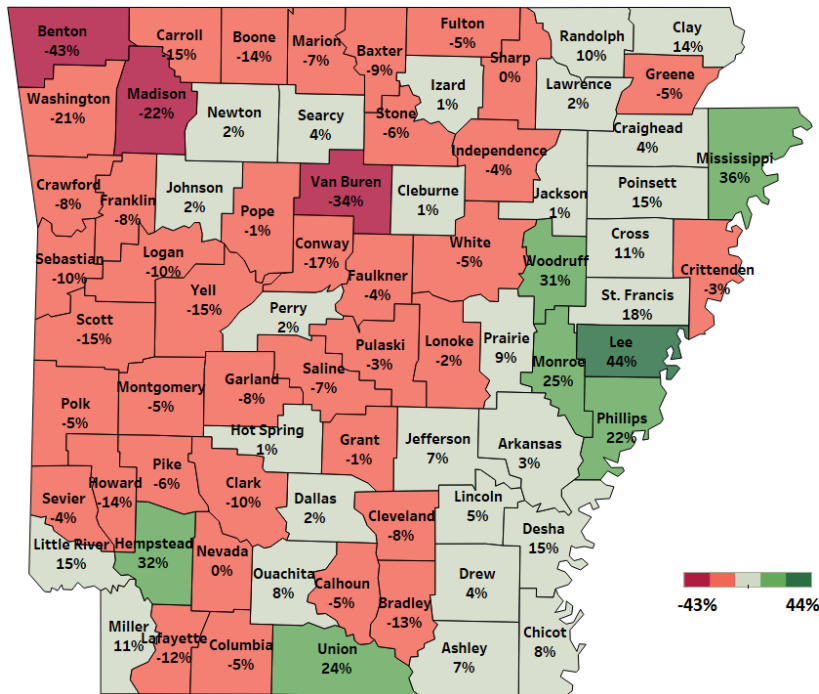 Benton
-43%
Carroll
-15%
Boone
-14%
Marion
-7%
Baxter
-9%
Fulton
-5%
Sharp
0%
Randolph
10%
Clay
14%
Greene
-5%
Lawrence
2%
Izard
1%
Washington
-21%
Madison
-22%
Newton
2%
Searcy
4%
Stone
-6%
Independence
-4%
Craighead
4%
Mississippi
36%
Crawford
-8%
Franklin
-8%
Johnson
2%
Pope
-1%
Van Buren
-34%
Cleburne
1%
Jackson
1%
Poinsett
15%
Sebastian
-10%
Logan
-10%
Conway
-17%
Faulkner
-4%
White
-5%
Woodruff
31%
Cross
11%
Crittenden
-3%
Scott
-15%
Yell
-15%
Perry
2%
Pulaski
-3%
Lonoke
-2%
Prairie
9%
St. Francis
18%
Lee
44%
Monroe
25%
Polk
-5%
Montgomery
-5%
Garland
-8%
Saline
-7%
Phillips
22%
Hot Spring
1%
Grant
-1%
Jefferson
7%
Arkansas
3%
Sevier
-4%
Howard
-14%
Pike
-6%
Clark
-10%
Dallas
2%
Cleveland
-8%
Lincoln
5%
Desha
15%
Little River
15%
Hempstead
32%
Nevada
0%
Ouachita
8%
Calhoun
-5%
Bradley
-13%
Drew
4%
Miller
11%
Lafayette
-12%
Columbia
-5%
Union
24%
Ashley
7%
Chicot
8%
-43%
44%